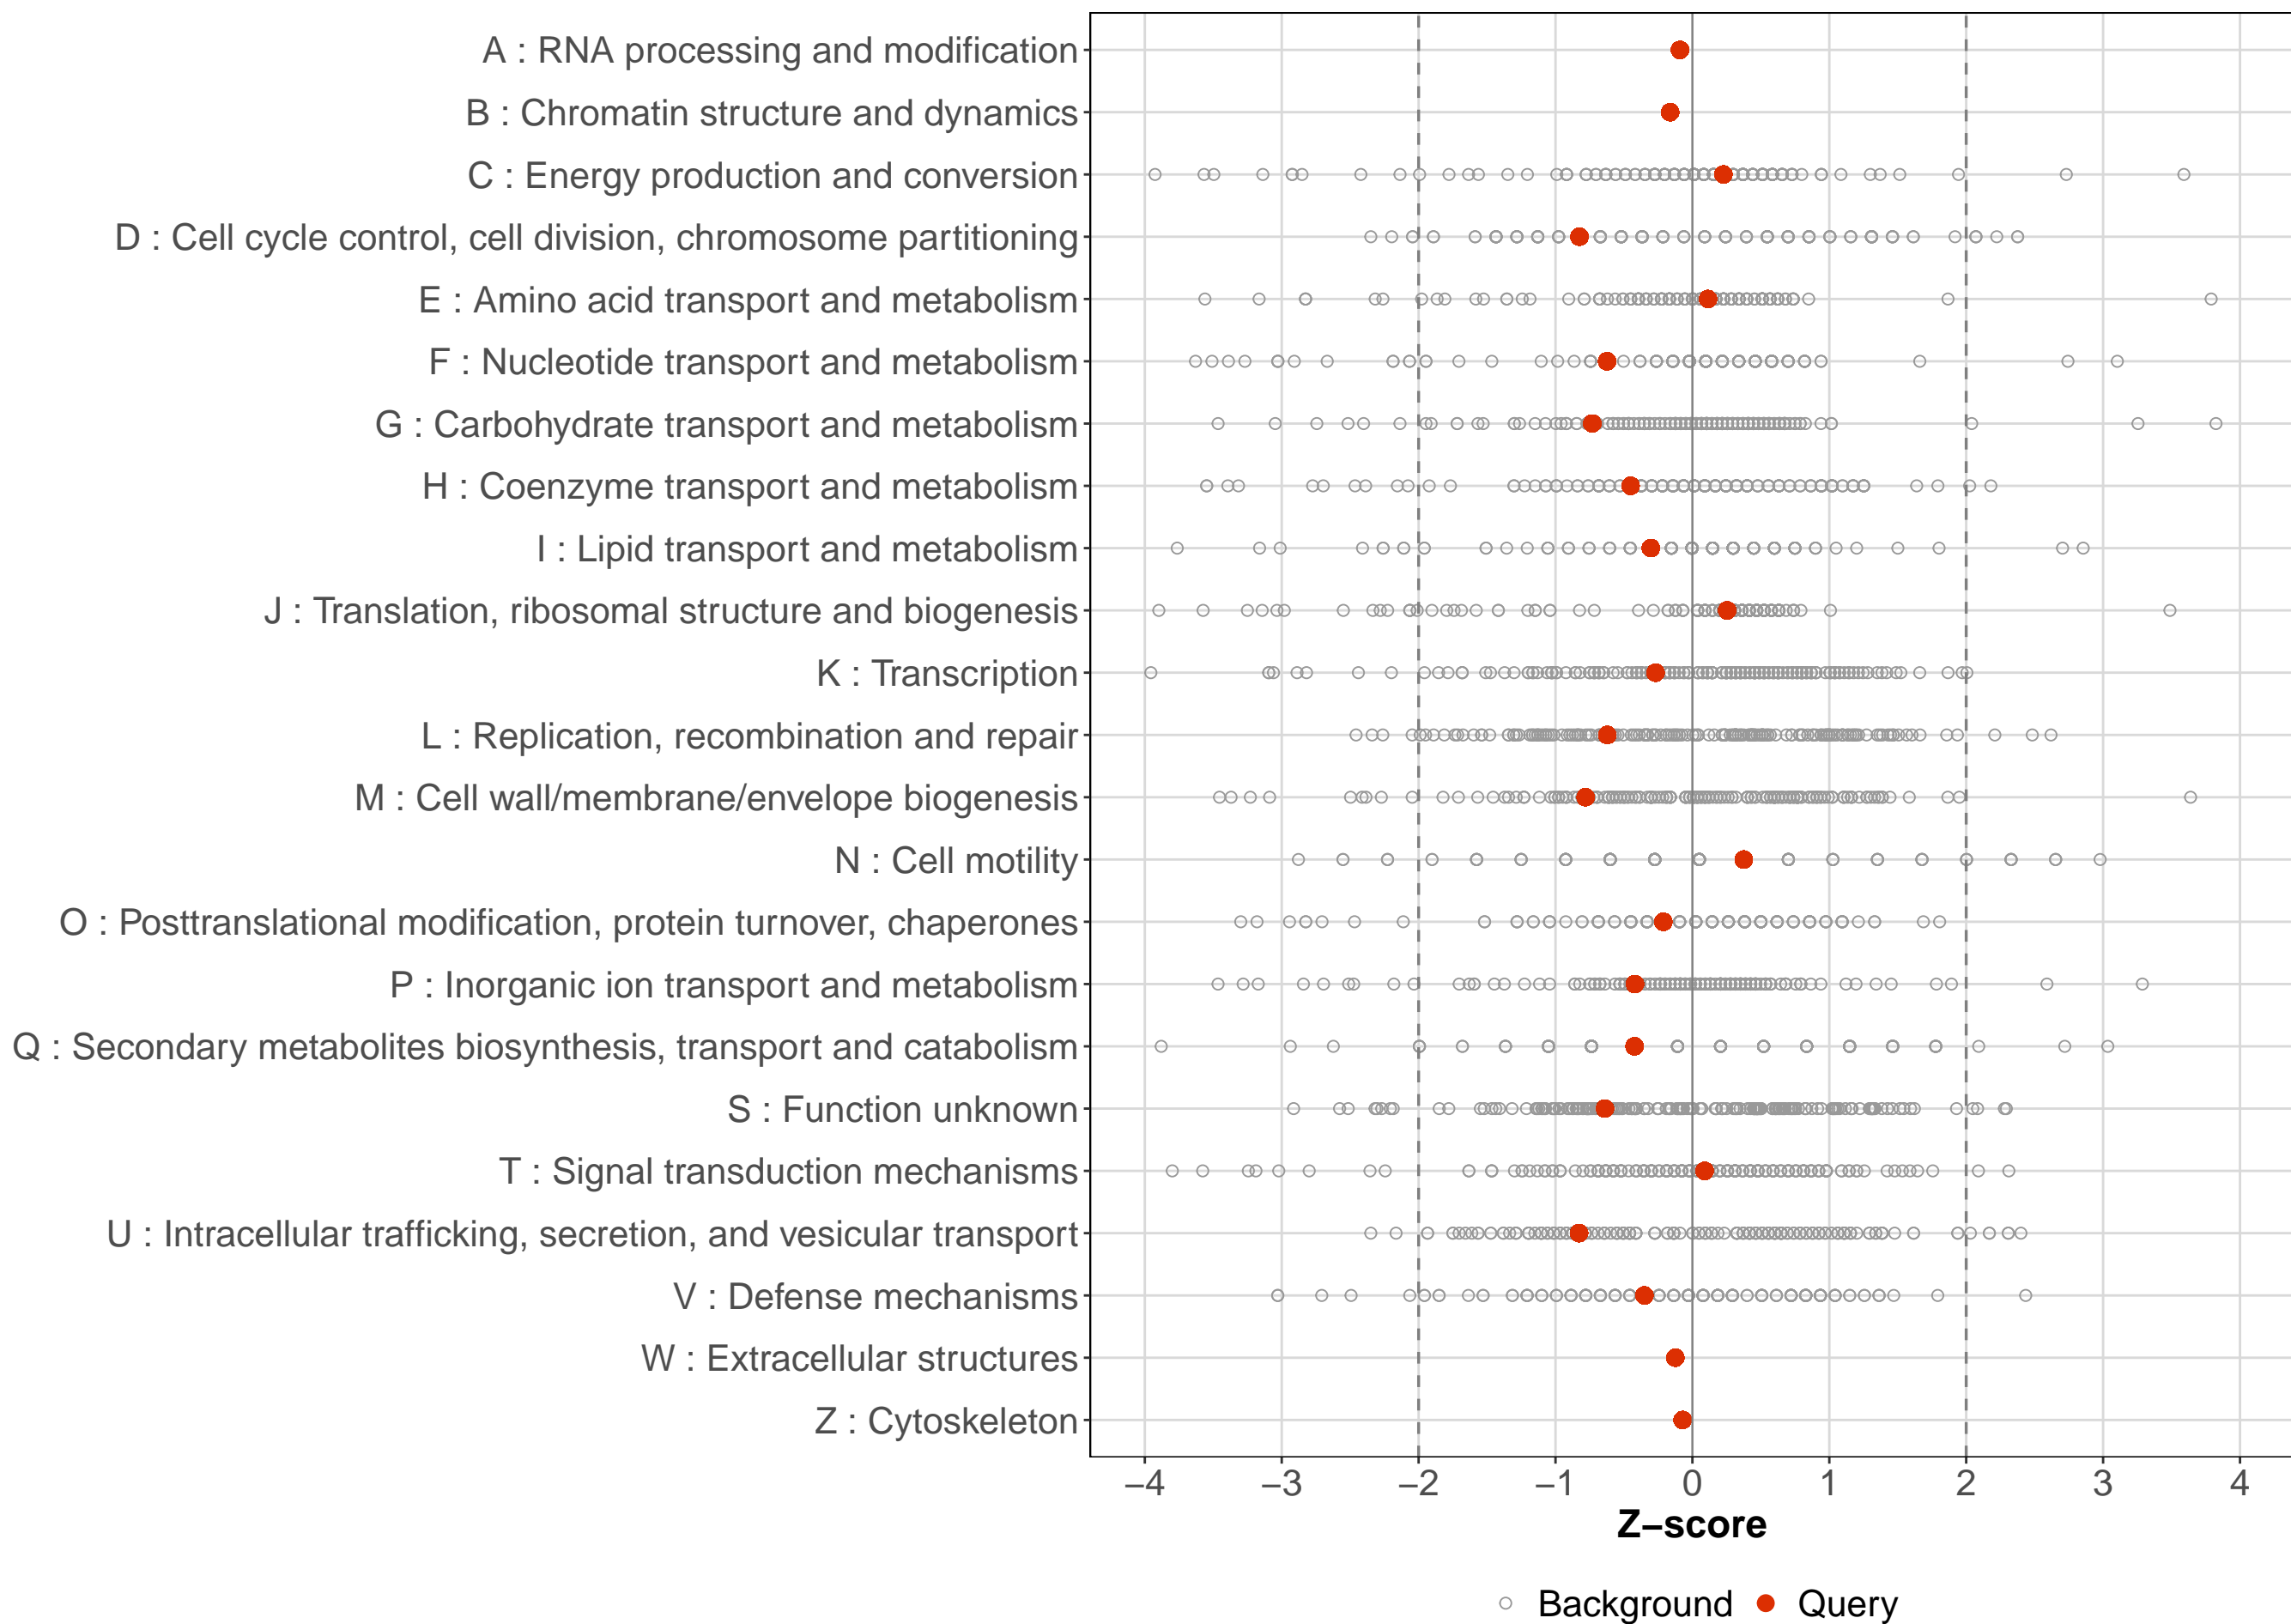 A : RNA processing and modification
B : Chromatin structure and dynamics
C : Energy production and conversion
D : Cell cycle control, cell division, chromosome partitioning
E : Amino acid transport and metabolism
F : Nucleotide transport and metabolism
G : Carbohydrate transport and metabolism
H : Coenzyme transport and metabolism
I : Lipid transport and metabolism
J : Translation, ribosomal structure and biogenesis
K : Transcription
L : Replication, recombination and repair
M : Cell wall/membrane/envelope biogenesis
N : Cell motility
O : Posttranslational modification, protein turnover, chaperones
P : Inorganic ion transport and metabolism
Q : Secondary metabolites biosynthesis, transport and catabolism
S : Function unknown
T : Signal transduction mechanisms
U : Intracellular trafficking, secretion, and vesicular transport
V : Defense mechanisms
W : Extracellular structures
Z : Cytoskeleton
−4 −3 −2 −1 0 1 2 3 4
Z−score
Background Query